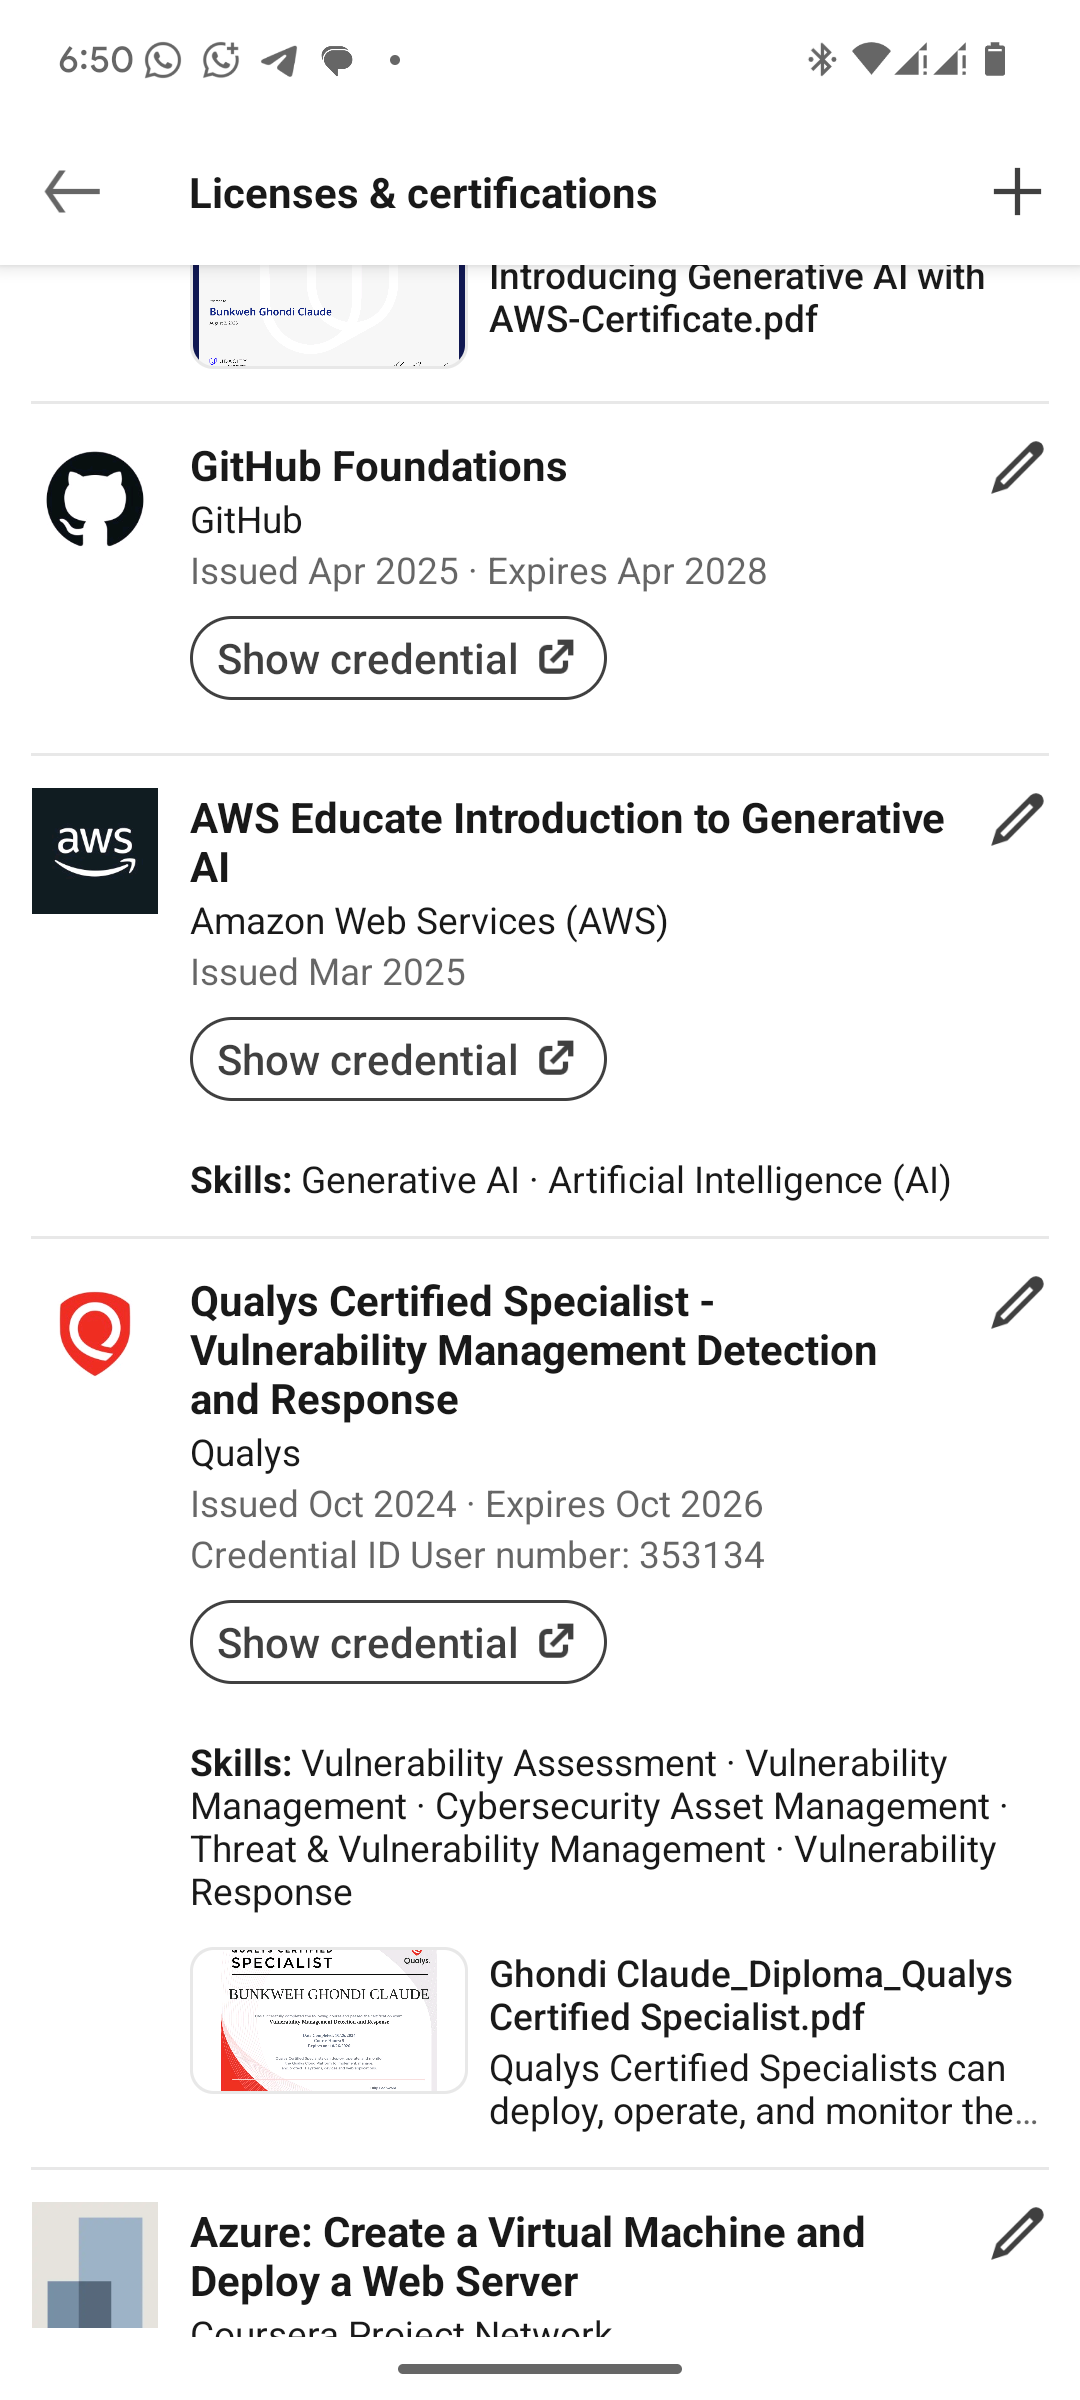 6:50
Licenses & certifications
Introducing Generative AI with
AWS-Certificate.pdf
Bunkweh Ghondi Claude
GitHub Foundations
GitHub
Issued Apr 2025 · Expires Apr 2028
Show credential
aws
AWS Educate Introduction to Generative
AI
Amazon Web Services (AWS)
Issued Mar 2025
Show credential
Skills: Generative AI · Artificial Intelligence (AI)
Qualys Certified Specialist -
Vulnerability Management Detection
and Response
Qualys
Issued Oct 2024 · Expires Oct 2026
Credential ID User number: 353134
Show credential
Skills: Vulnerability Assessment · Vulnerability
Management · Cybersecurity Asset Management ·
Threat & Vulnerability Management · Vulnerability
Response
QUALYS CERTIFIED
SPECIALIST
Qualys.
BUNKWEH GHONDI CLAUDE
Vulnerability Management Detection and Response
Ghondi Claude_Diploma_Qualys
Certified Specialist.pdf
Qualys Certified Specialists can
deploy, operate, and monitor the...
Azure: Create a Virtual Machine and
Deploy a Web Server
Coursera Project Network